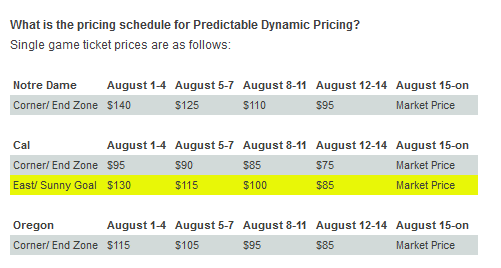 What is the pricing schedule for Predictable Dynamic Pricing?
Single game ticket prices are as follows:
Notre Dame August 1-4 August 5-7 August 8-11 August 12-14 August 15-on
Corner/ End Zone $140 $125 $110 $95 Market Price
Cal August 1-4 August 5-7 August 8-11 August 12-14 August 15-on
Corner/ End Zone $95 $90 $85 $75 Market Price
East/ Sunny Goal $130 $115 $100 $85 Market Price
Oregon August 1-4 August 5-7 August 8-11 August 12-14 August 15-on
Corner/ End Zone $115 $105 $95 $85 Market Price